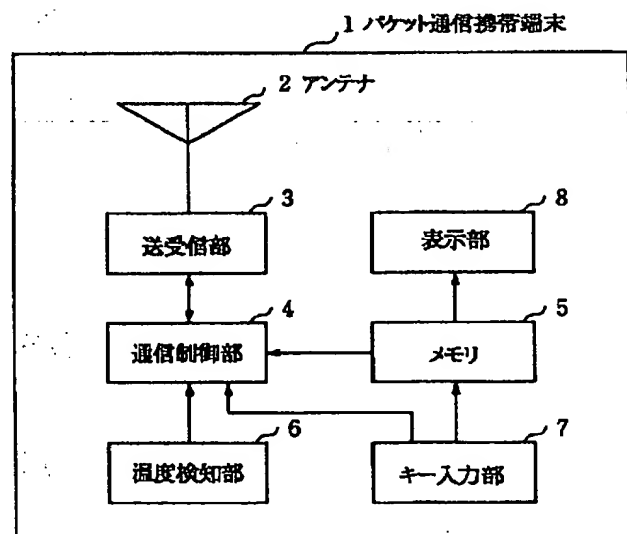 1 パケット通信携帯端末
2 アンテナ
3
送受信部
8
表示部
4
通信制御部
5
メモリ
6
温度検知部
7
キー入力部